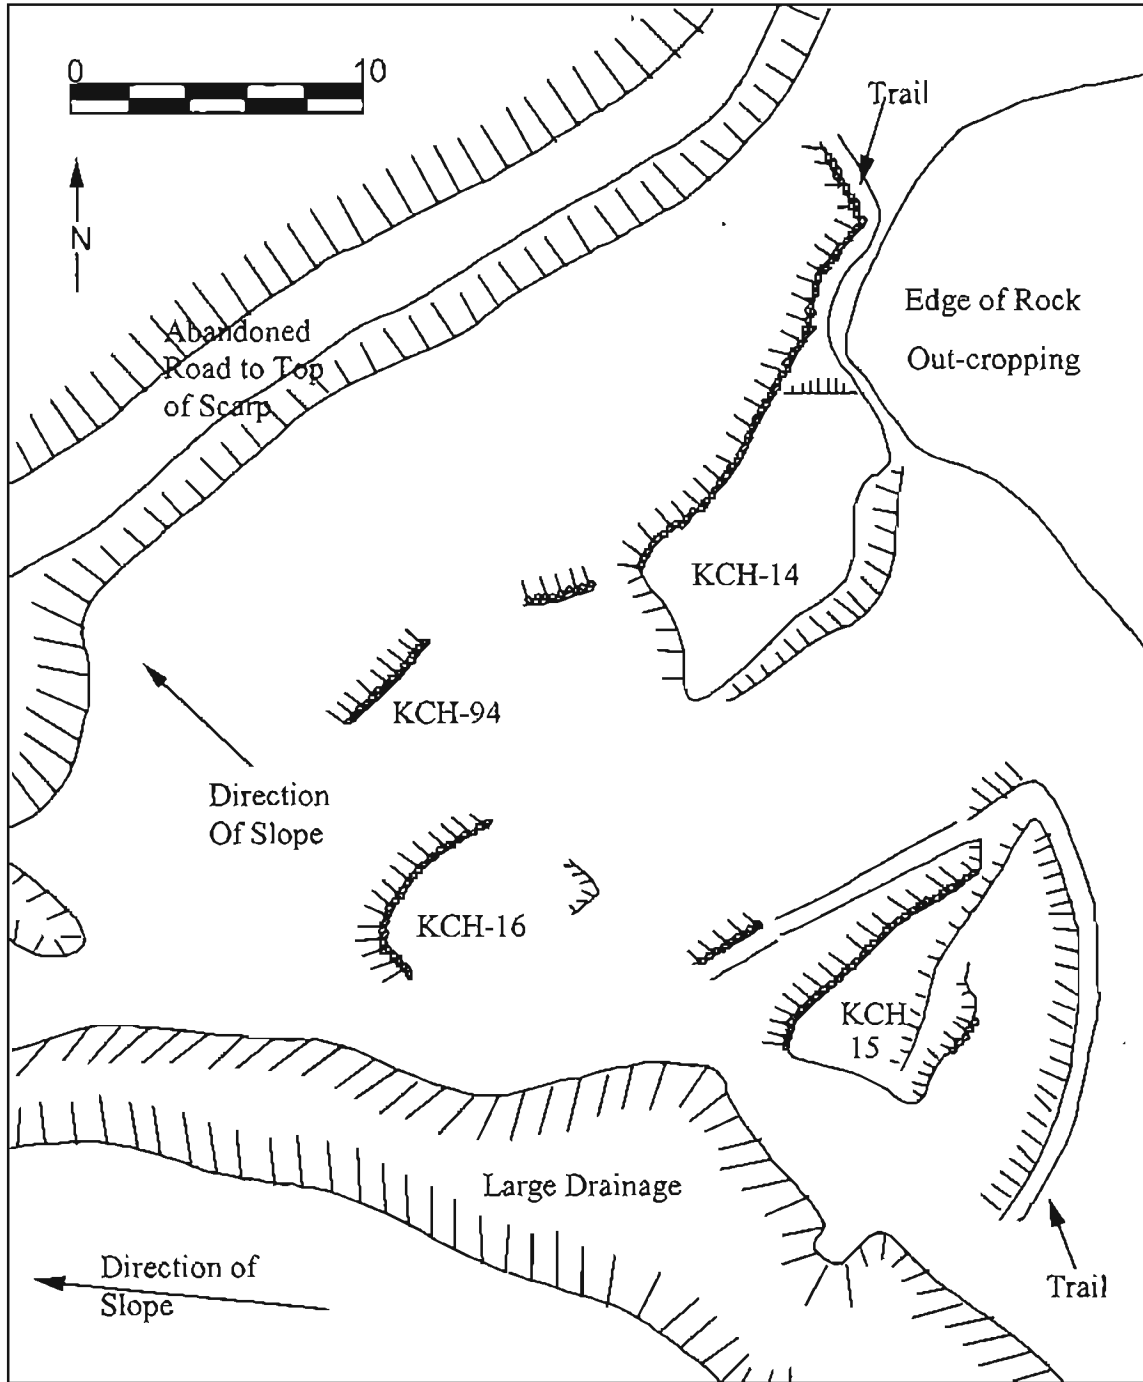 0 10
Trail
N
Edge of Rock
Out-cropping
Abandoned
Road to Top
of Scarp
KCH-14
KCH-94
Direction
Of Slope
KCH-16
KCH
15
Large Drainage
Direction of
Slope
Trail